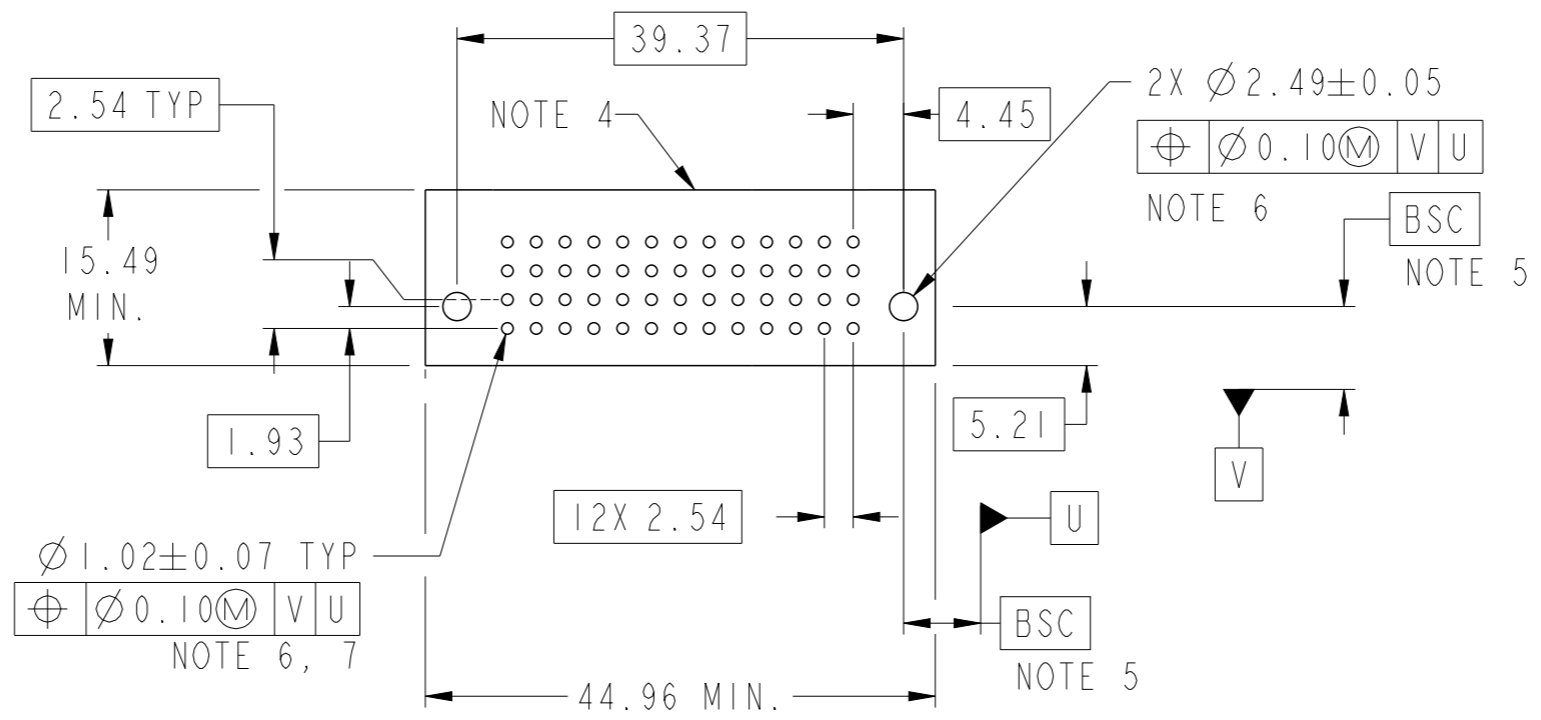 39.37
2.54 TYP
NOTE 4
4.45
2X ⌀2.49±0.05
⌖ ⌀0.10Ⓜ V U
NOTE 6
BSC
NOTE 5
15.49
MIN.
1.93
5.21
V
12X 2.54
U
⌀1.02±0.07 TYP
⌖ ⌀0.10Ⓜ V U
NOTE 6, 7
BSC
NOTE 5
44.96 MIN.